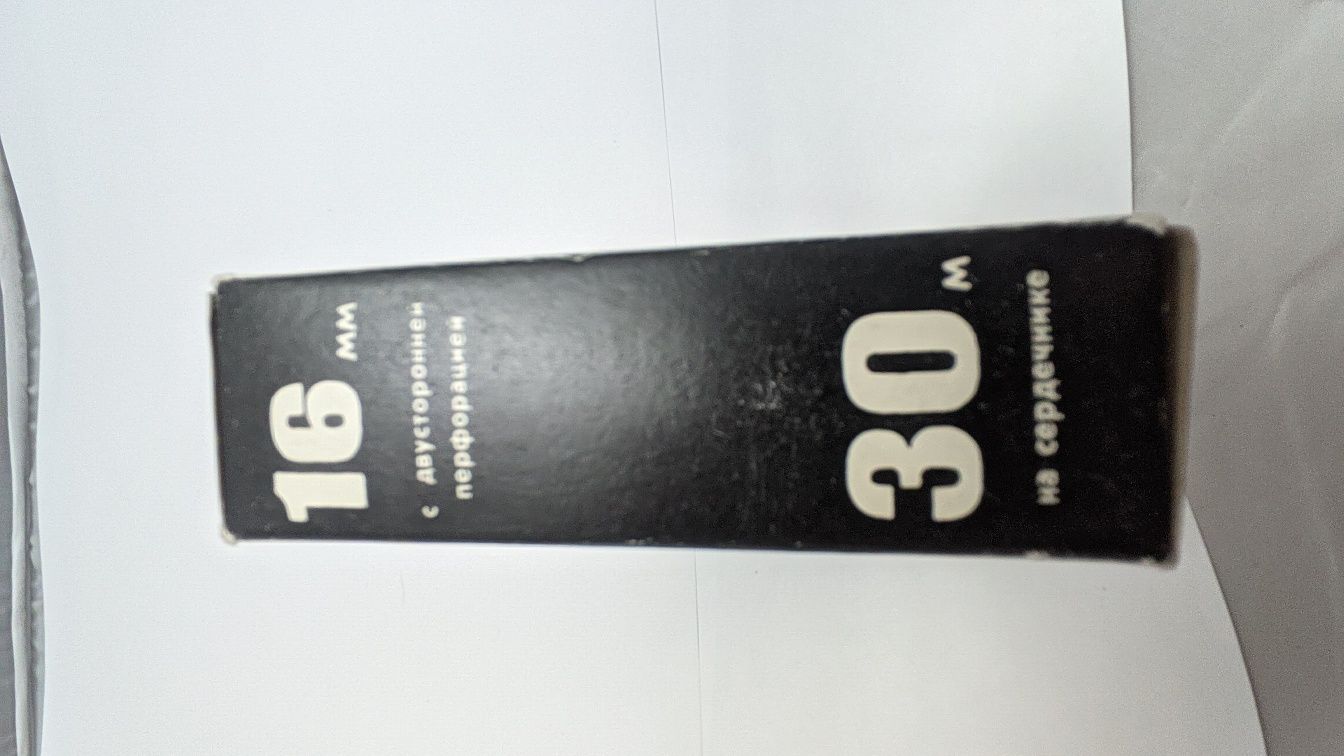 16 мм
с двусторонней
перфорацией
30 м
на сердечнике